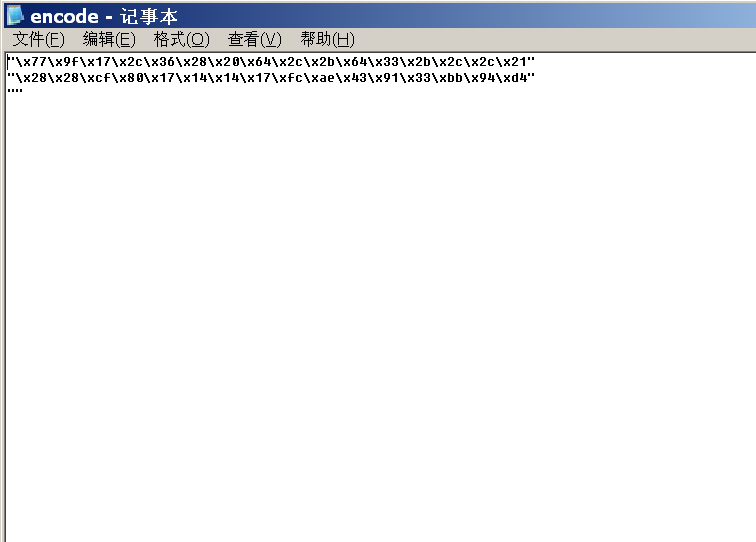 encode - 记事本
文件(F) 编辑(E) 格式(O) 查看(V) 帮助(H)
"\x77\x9f\x17\x2c\x36\x28\x20\x64\x2c\x2b\x64\x33\x2b\x2c\x2c\x21"
"\x28\x28\xcf\x80\x17\x14\x14\x17\xfc\xae\x43\x91\x33\xbb\x94\xd4"
""